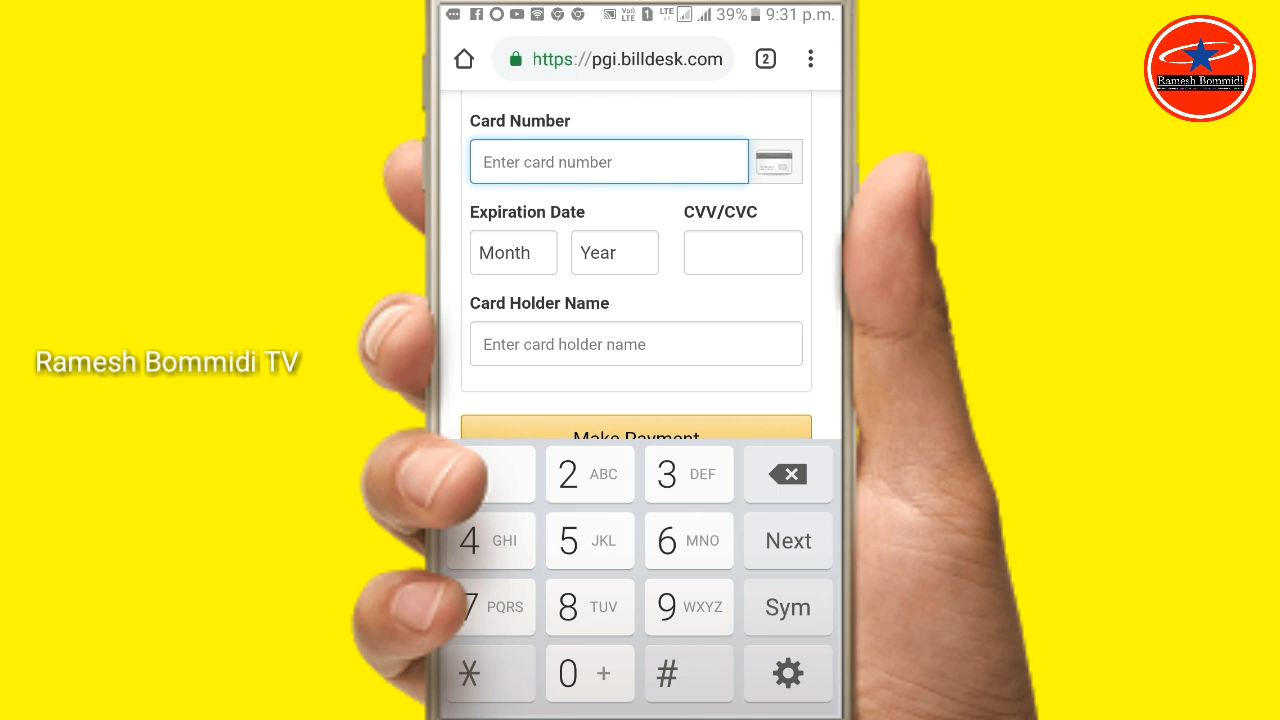 39% 9:31 p.m.
https://pgi.billdesk.com
2
Ramesh Bommidi
Card Number
Enter card number
Expiration Date CVV/CVC
Month Year
Card Holder Name
Enter card holder name
Ramesh Bommidi TV
Make Payment
2 ABC 3 DEF
4 GHI 5 JKL 6 MNO Next
7 PQRS 8 TUV 9 WXYZ Sym
* 0 + #